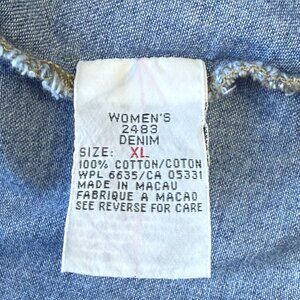 WOMEN'S
2483
DENIM
SIZE: XL
100% COTTON/COTON
WPL 6635/CA 05331
MADE IN MACAU
FABRIQUE A MACAO
SEE REVERSE FOR CARE